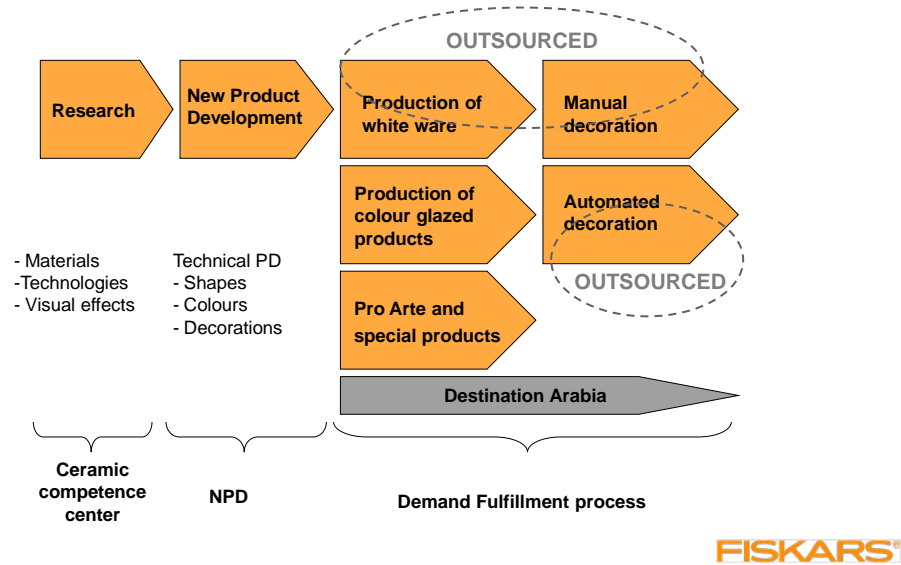 OUTSOURCED
Research
New Product
Development
Production of
white ware
Manual
decoration
Production of
colour glazed
products
Automated
decoration
OUTSOURCED
- Materials
-Technologies
- Visual effects
Technical PD
- Shapes
- Colours
- Decorations
Pro Arte and
special products
Destination Arabia
Ceramic
competence
center
NPD
Demand Fulfillment process
FISKARS®